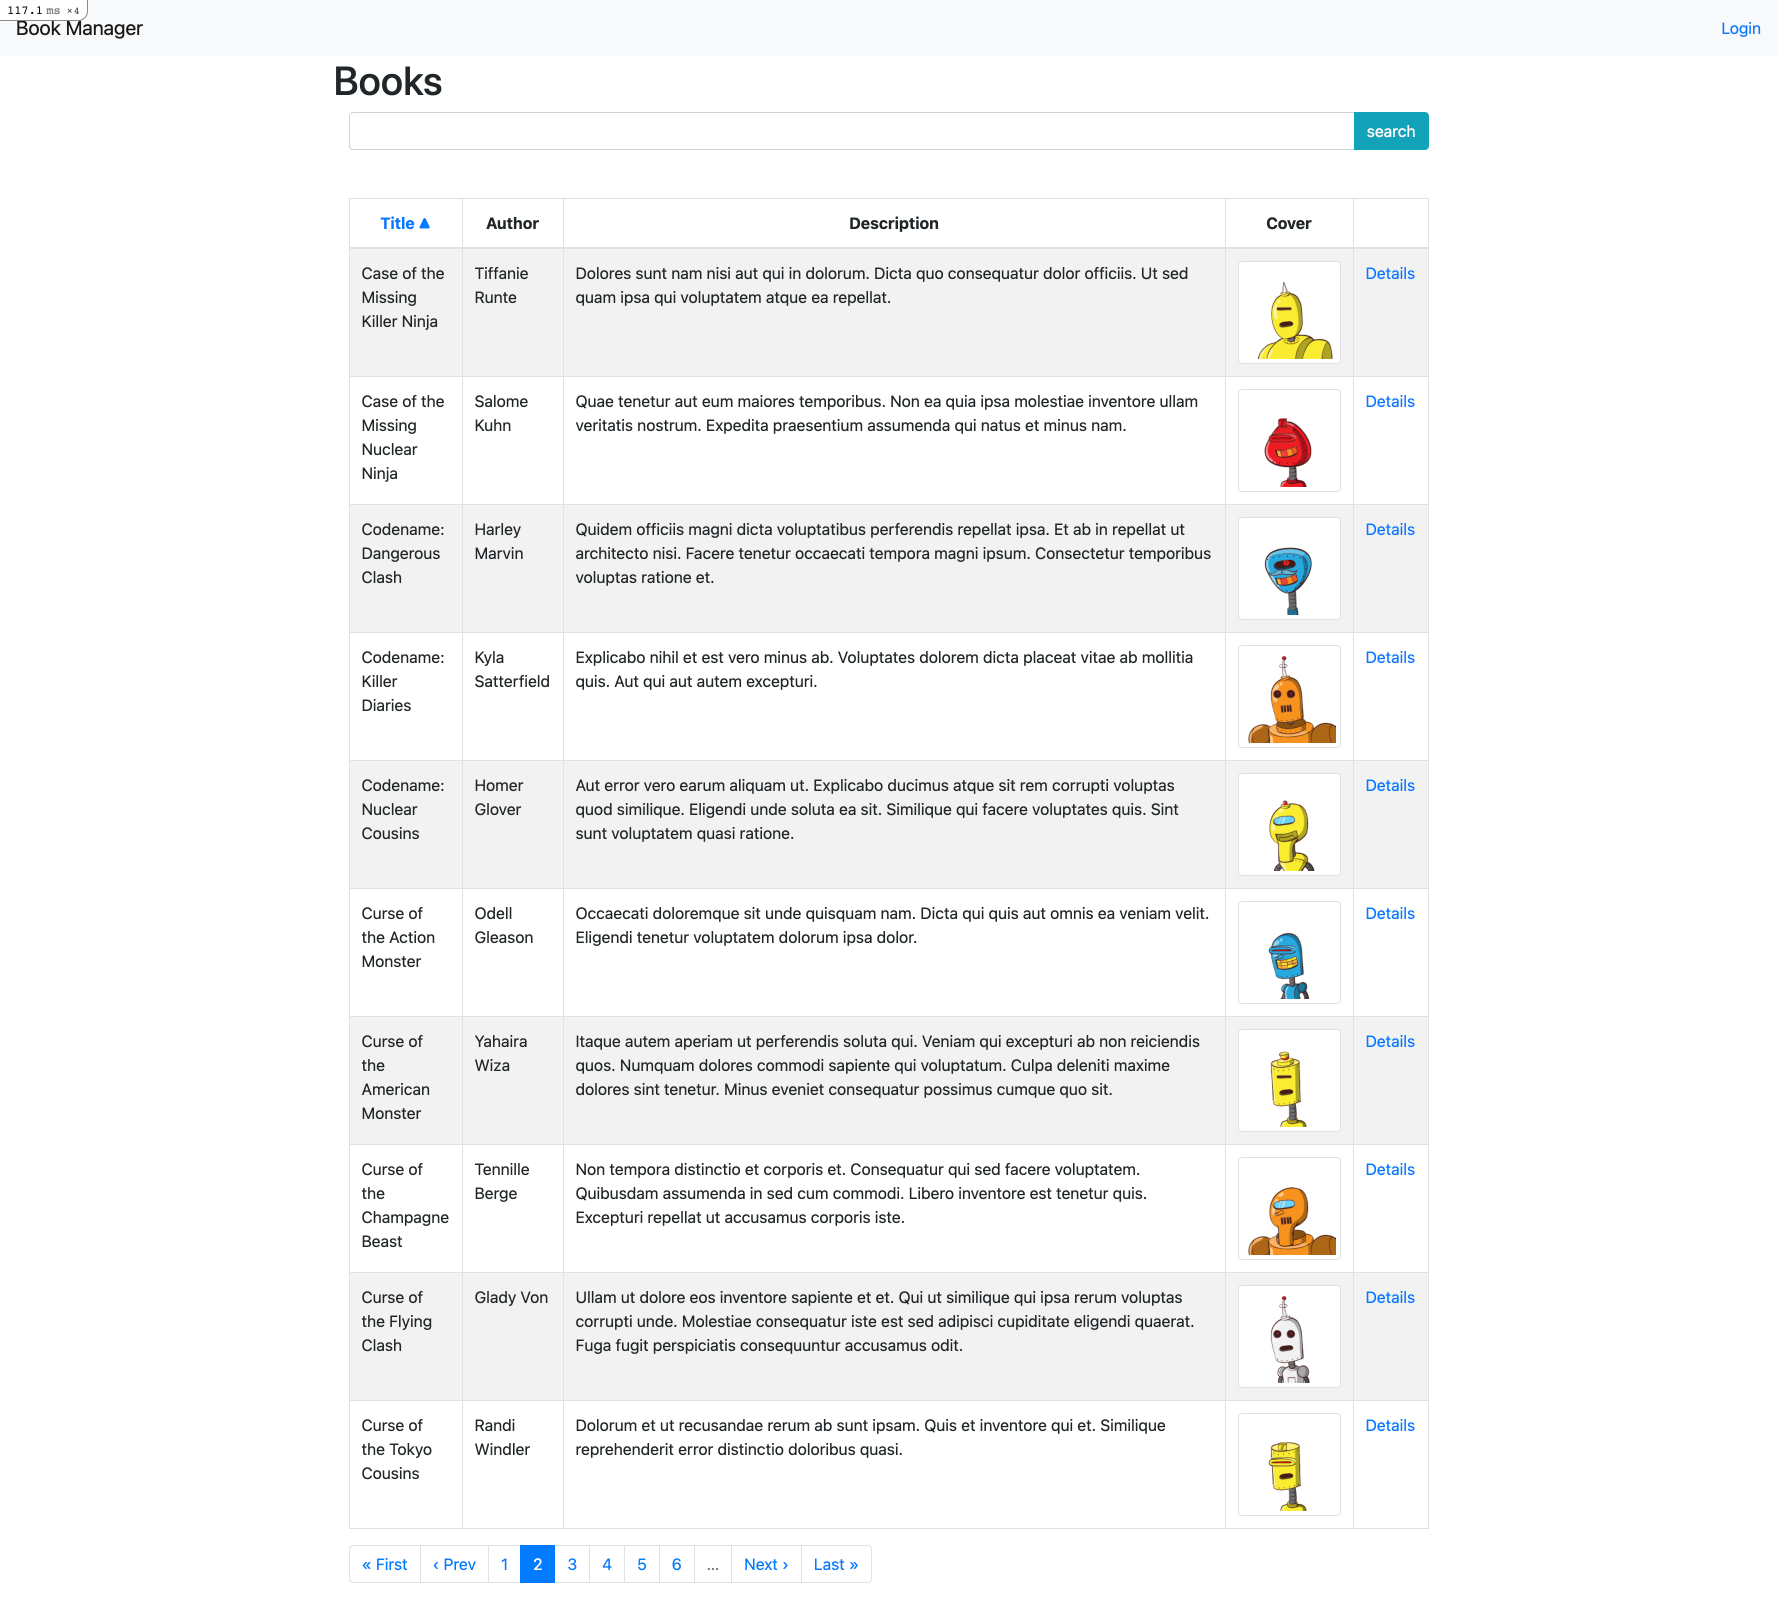 117.1 ms ×4
Book Manager
Login
Books
search
Title ▲
Author
Description
Cover
Case of the
Missing
Killer Ninja
Tiffanie
Runte
Dolores sunt nam nisi aut qui in dolorum. Dicta quo consequatur dolor officiis. Ut sed
quam ipsa qui voluptatem atque ea repellat.
Details
Case of the
Missing
Nuclear
Ninja
Salome
Kuhn
Quae tenetur aut eum maiores temporibus. Non ea quia ipsa molestiae inventore ullam
veritatis nostrum. Expedita praesentium assumenda qui natus et minus nam.
Details
Codename:
Dangerous
Clash
Harley
Marvin
Quidem officiis magni dicta voluptatibus perferendis repellat ipsa. Et ab in repellat ut
architecto nisi. Facere tenetur occaecati tempora magni ipsum. Consectetur temporibus
voluptas ratione et.
Details
Codename:
Killer
Diaries
Kyla
Satterfield
Explicabo nihil et est vero minus ab. Voluptates dolorem dicta placeat vitae ab mollitia
quis. Aut qui aut autem excepturi.
Details
Codename:
Nuclear
Cousins
Homer
Glover
Aut error vero earum aliquam ut. Explicabo ducimus atque sit rem corrupti voluptas
quod similique. Eligendi unde soluta ea sit. Similique qui facere voluptates quis. Sint
sunt voluptatem quasi ratione.
Details
Curse of
the Action
Monster
Odell
Gleason
Occaecati doloremque sit unde quisquam nam. Dicta qui quis aut omnis ea veniam velit.
Eligendi tenetur voluptatem dolorum ipsa dolor.
Details
Curse of
the
American
Monster
Yahaira
Wiza
Itaque autem aperiam ut perferendis soluta qui. Veniam qui excepturi ab non reiciendis
quos. Numquam dolores commodi sapiente qui voluptatum. Culpa deleniti maxime
dolores sint tenetur. Minus eveniet consequatur possimus cumque quo sit.
Details
Curse of
the
Champagne
Beast
Tennille
Berge
Non tempora distinctio et corporis et. Consequatur qui sed facere voluptatem.
Quibusdam assumenda in sed cum commodi. Libero inventore est tenetur quis.
Excepturi repellat ut accusamus corporis iste.
Details
Curse of
the Flying
Clash
Glady Von
Ullam ut dolore eos inventore sapiente et et. Qui ut similique qui ipsa rerum voluptas
corrupti unde. Molestiae consequatur iste est sed adipisci cupiditate eligendi quaerat.
Fuga fugit perspiciatis consequuntur accusamus odit.
Details
Curse of
the Tokyo
Cousins
Randi
Windler
Dolorum et ut recusandae rerum ab sunt ipsam. Quis et inventore qui et. Similique
reprehenderit error distinctio doloribus quasi.
Details
« First ‹ Prev 1 2 3 4 5 6 ... Next › Last »